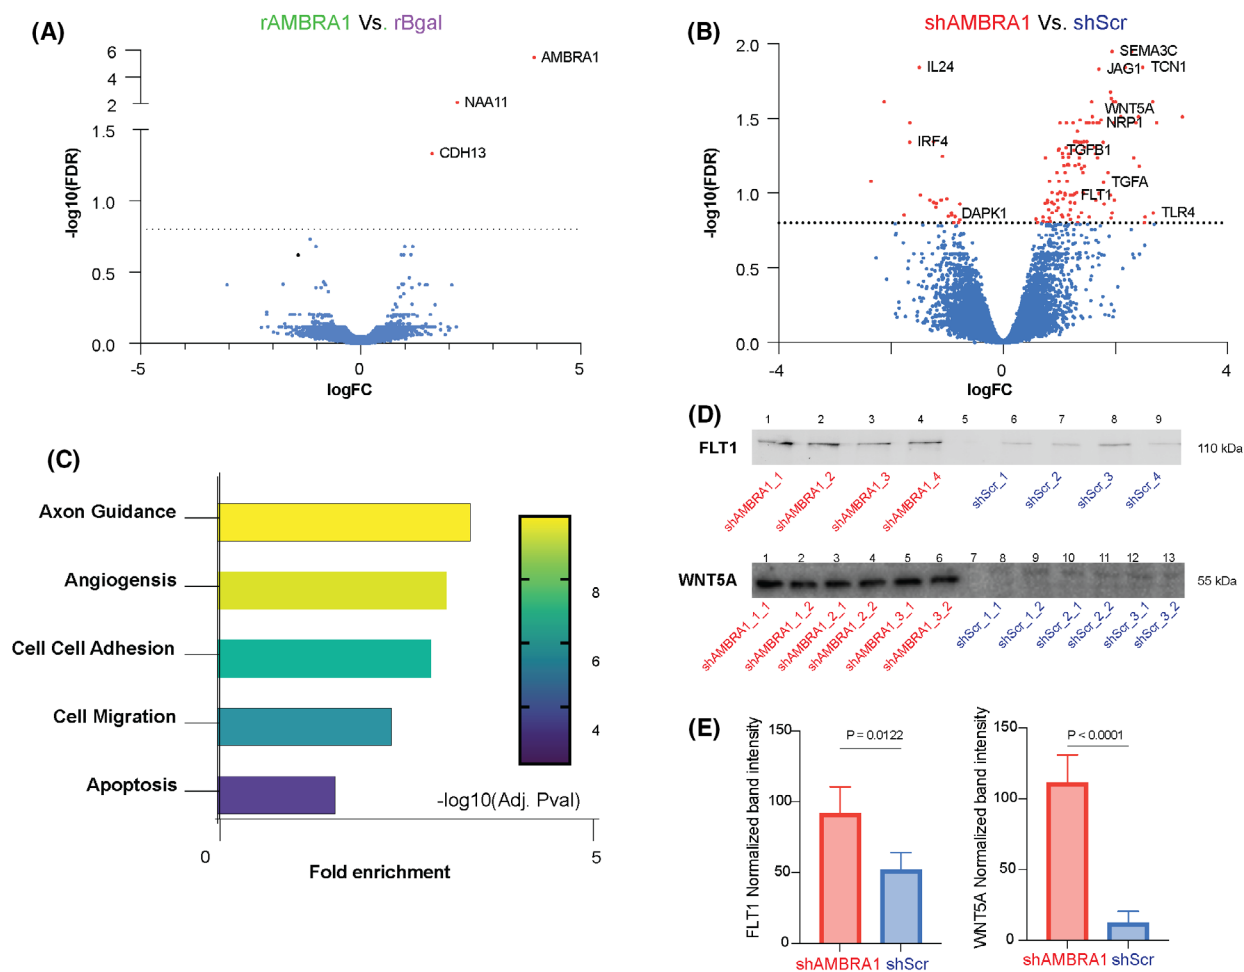 (A)
rAMBRA1 Vs. rBgal
-log10(FDR)
6
4
2
1.5
1.0
0.5
0.0
AMBRA1
NAA11
CDH13
-5
0
5
logFC
(B)
shAMBRA1 Vs. shScr
-log10(FDR)
2.0
1.5
1.0
0.5
0.0
SEMA3C
IL24
JAG1
TCN1
WNT5A
NRP1
IRF4
TGFB1
TGFA
FLT1
DAPK1
TLR4
-4
0
4
logFC
(C)
Axon Guidance
Angiogensis
Cell Cell Adhesion
Cell Migration
Apoptosis
8
6
4
-log10(Adj. Pval)
0
5
Fold enrichment
(D)
1 2 3 4 5 6 7 8 9
FLT1
110 kDa
shAMBRA1_1
shAMBRA1_2
shAMBRA1_3
shAMBRA1_4
shScr_1
shScr_2
shScr_3
shScr_4
1 2 3 4 5 6 7 8 9 10 11 12 13
WNT5A
55 kDa
shAMBRA1_1_1
shAMBRA1_1_2
shAMBRA1_2_1
shAMBRA1_2_2
shAMBRA1_3_1
shAMBRA1_3_2
shScr_1_1
shScr_1_2
shScr_2_1
shScr_2_2
shScr_3_1
shScr_3_2
(E)
FLT1 Normalized band intensity
150
100
50
0
P = 0.0122
shAMBRA1 shScr
WNT5A Normalized band intensity
150
100
50
0
P < 0.0001
shAMBRA1 shScr